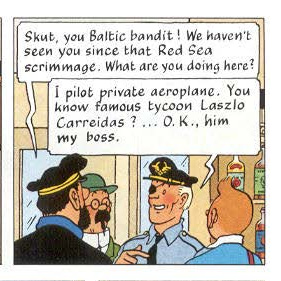 Skut, you Baltic bandit! We haven't
seen you since that Red Sea
scrimmage. What are you doing here?
I pilot private aeroplane. You
know famous tycoon Laszlo
Carreidas ? ... O.K., him
my boss.